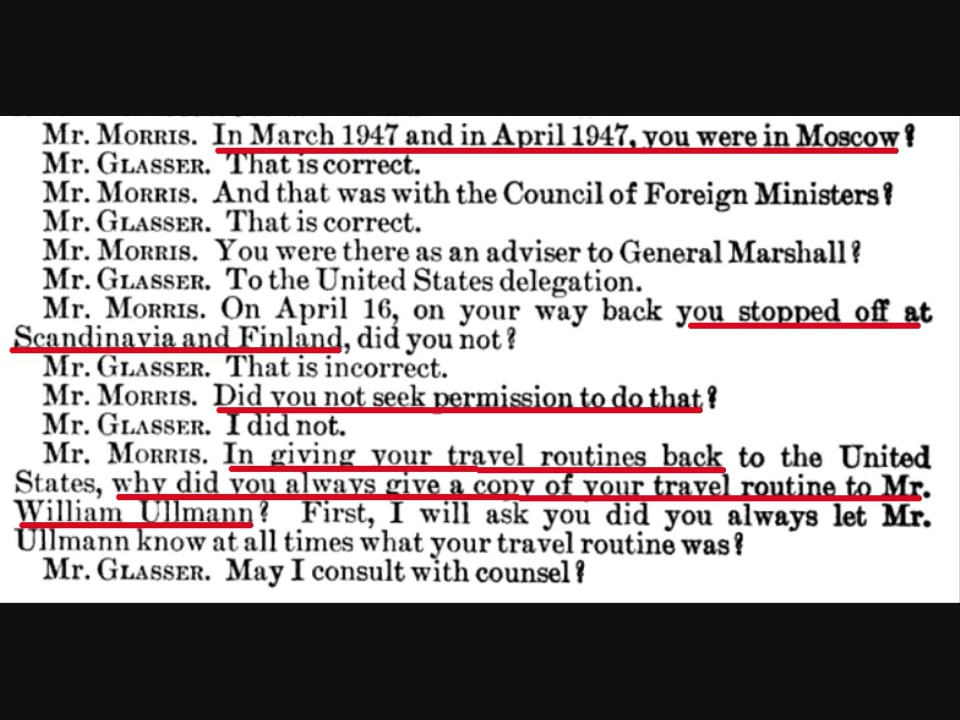 Mr. MORRIS. In March 1947 and in April 1947, you were in Moscow?
Mr. GLASSER. That is correct.
Mr. MORRIS. And that was with the Council of Foreign Ministers?
Mr. GLASSER. That is correct.
Mr. MORRIS. You were there as an adviser to General Marshall?
Mr. GLASSER. To the United States delegation.
Mr. MORRIS. On April 16, on your way back you stopped off at
Scandinavia and Finland, did you not?
Mr. GLASSER. That is incorrect.
Mr. MORRIS. Did you not seek permission to do that?
Mr. GLASSER. I did not.
Mr. MORRIS. In giving your travel routines back to the United
States, why did you always give a copy of your travel routine to Mr.
William Ullmann? First, I will ask you did you always let Mr.
Ullmann know at all times what your travel routine was?
Mr. GLASSER. May I consult with counsel?